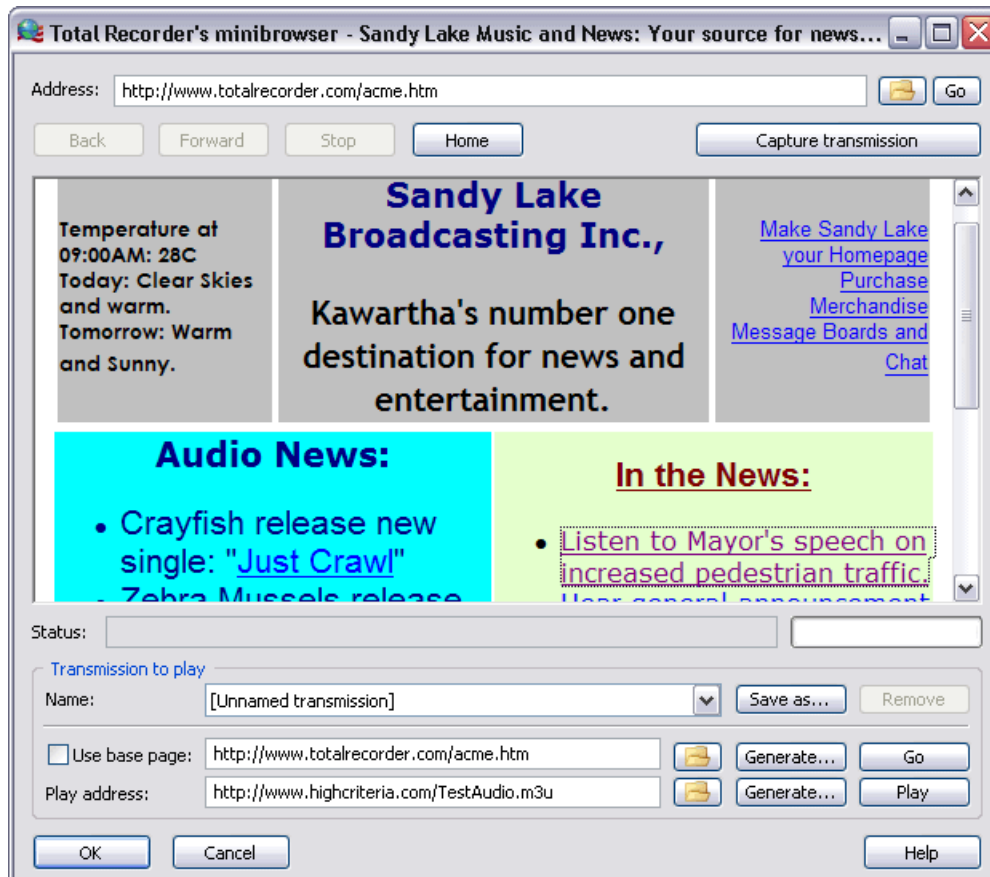 Total Recorder's minibrowser - Sandy Lake Music and News: Your source for news...
Address: http://www.totalrecorder.com/acme.htm Go
Back Forward Stop Home Capture transmission
Temperature at
09:00AM: 28C
Today: Clear Skies
and warm.
Tomorrow: Warm
and Sunny.
Sandy Lake
Broadcasting Inc.,
Kawartha's number one
destination for news and
entertainment.
Make Sandy Lake
your Homepage
Purchase
Merchandise
Message Boards and
Chat
Audio News:
• Crayfish release new
single: "Just Crawl"
• Zebra Mussels release
In the News:
• Listen to Mayor's speech on
increased pedestrian traffic.
Hear general announcement
Status:
Transmission to play
Name: [Unnamed transmission] Save as... Remove
Use base page: http://www.totalrecorder.com/acme.htm Generate... Go
Play address: http://www.highcriteria.com/TestAudio.m3u Generate... Play
OK Cancel Help